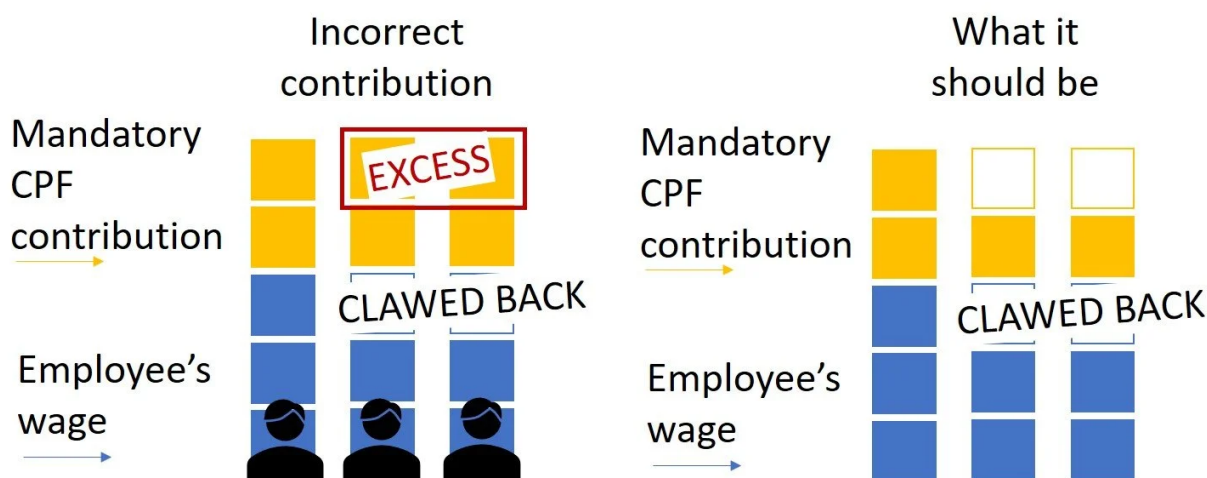 Incorrect
contribution
Mandatory
CPF
contribution
EXCESS
CLAWED BACK
Employee's
wage
What it
should be
Mandatory
CPF
contribution
CLAWED BACK
Employee's
wage